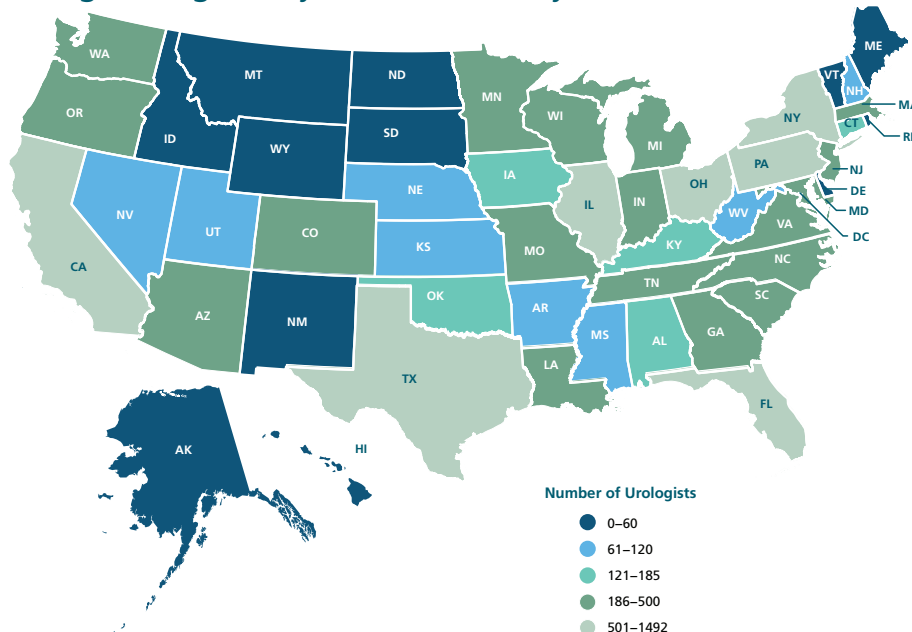 WA
MT
ND
ME
VT
MN
OR
ID
SD
WI
NH
MA
NY
CT
WY
MI
RI
PA
IA
NE
OH
NJ
NV
IL
IN
DE
UT
WV
MD
CO
VA
DC
KS
MO
KY
CA
NC
TN
OK
SC
AZ
NM
AR
MS
AL
GA
LA
TX
FL
AK
HI
Number of Urologists
0–60
61–120
121–185
186–500
501–1492